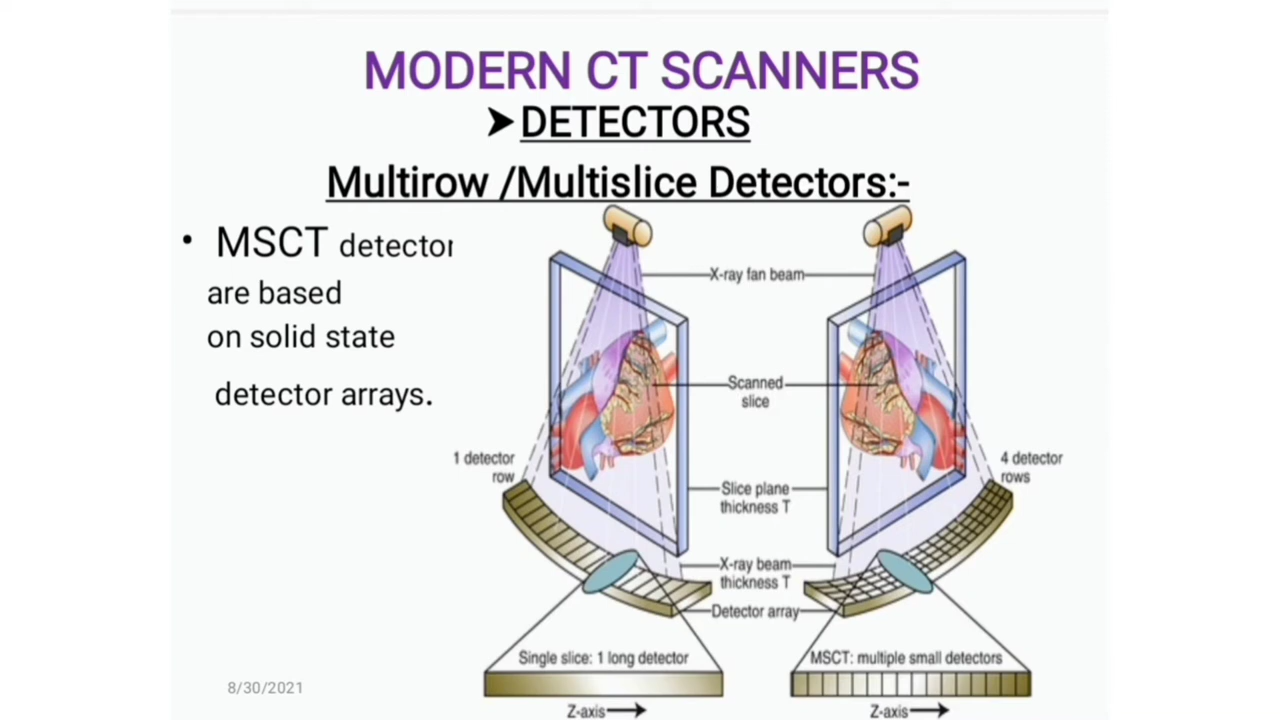 MODERN CT SCANNERS
➤DETECTORS
Multirow /Multislice Detectors:-
• MSCT detector
are based
on solid state
detector arrays.
X-ray fan beam
Scanned
slice
1 detector
row
4 detector
rows
Slice plane
thickness T
X-ray beam
thickness T
Detector array
Single slice: 1 long detector
MSCT: multiple small detectors
Z-axis
Z-axis
8/30/2021